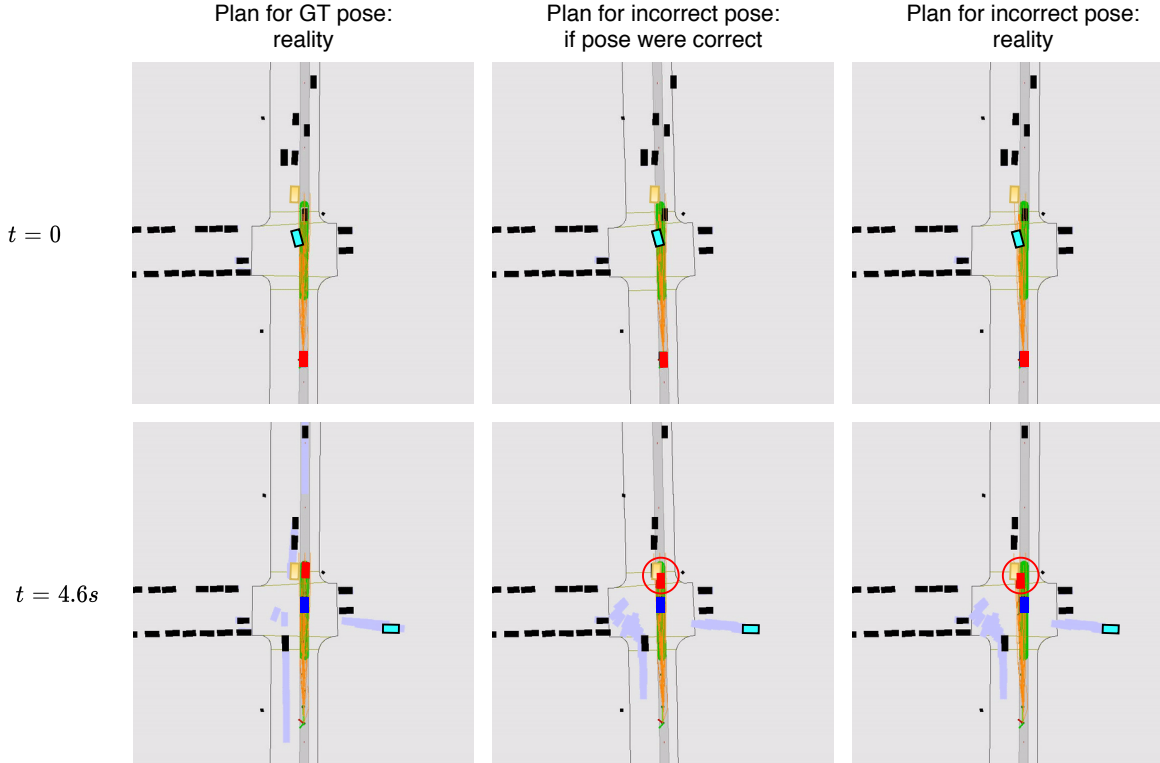 Plan for GT pose:
reality
Plan for incorrect pose:
if pose were correct
Plan for incorrect pose:
reality
t = 0
t = 4.6s